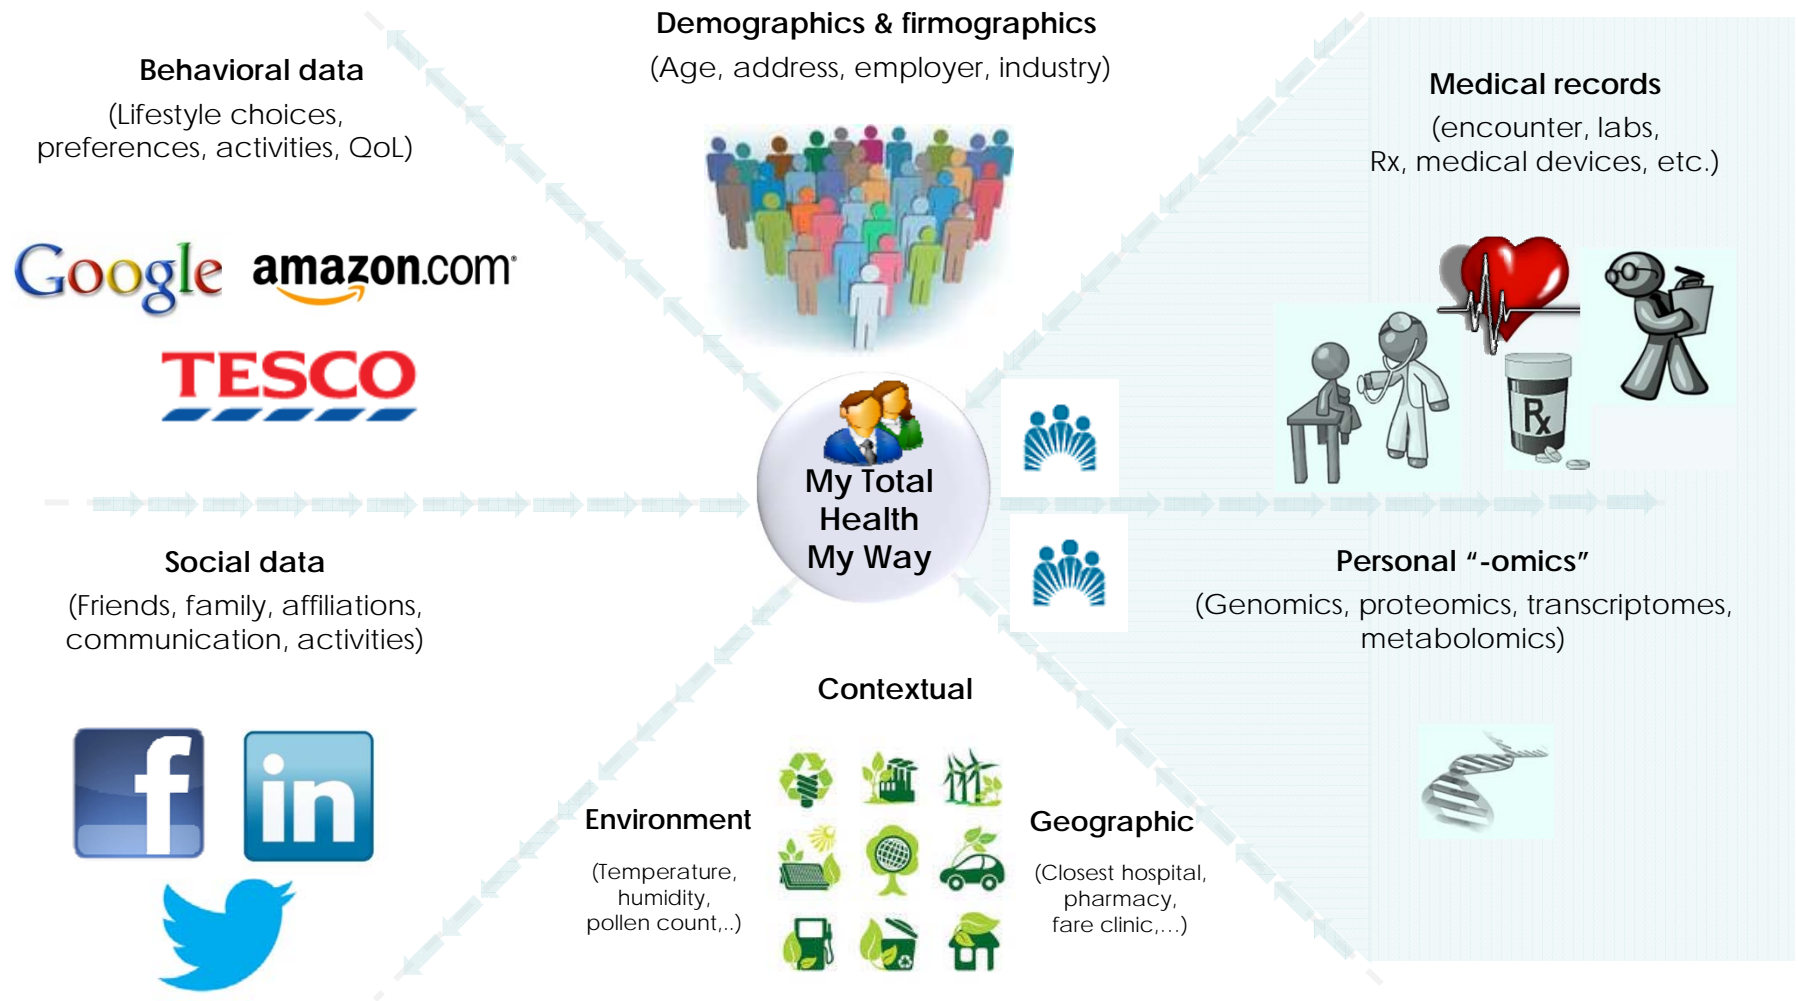 Demographics & firmographics
(Age, address, employer, industry)
Behavioral data
(Lifestyle choices,
preferences, activities, QoL)
Google
amazon.com
TESCO
Medical records
(encounter, labs,
Rx, medical devices, etc.)
Rx
My Total
Health
My Way
Social data
(Friends, family, affiliations,
communication, activities)
f
in
Contextual
Environment
(Temperature,
humidity,
pollen count,..)
Geographic
(Closest hospital,
pharmacy,
fare clinic,…)
Personal “-omics”
(Genomics, proteomics, transcriptomes,
metabolomics)